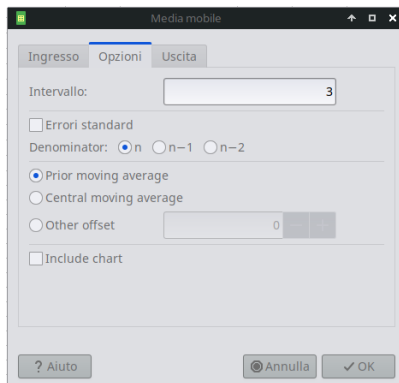 Media mobile
Ingresso Opzioni Uscita
Intervallo: 3
Errori standard
Denominator: n n−1 n−2
Prior moving average
Central moving average
Other offset 0 − +
Include chart
? Aiuto Annulla OK